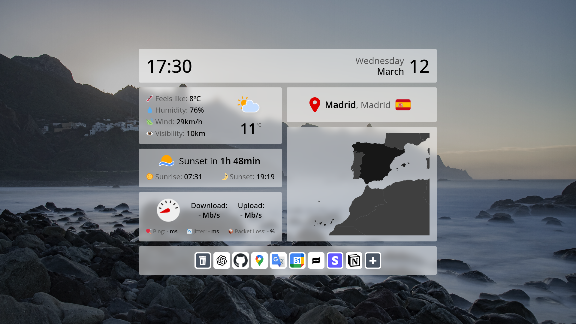 17:30
Wednesday
March 12
Feels like: 8°C
Humidity: 76%
Wind: 29km/h
Visibility: 10km
11°
Madrid, Madrid
Sunset in 1h 48min
Sunrise: 07:31 Sunset: 19:19
Download: Upload:
- Mb/s - Mb/s
Ping: - ms Jitter: - ms Packet Loss: -%
31